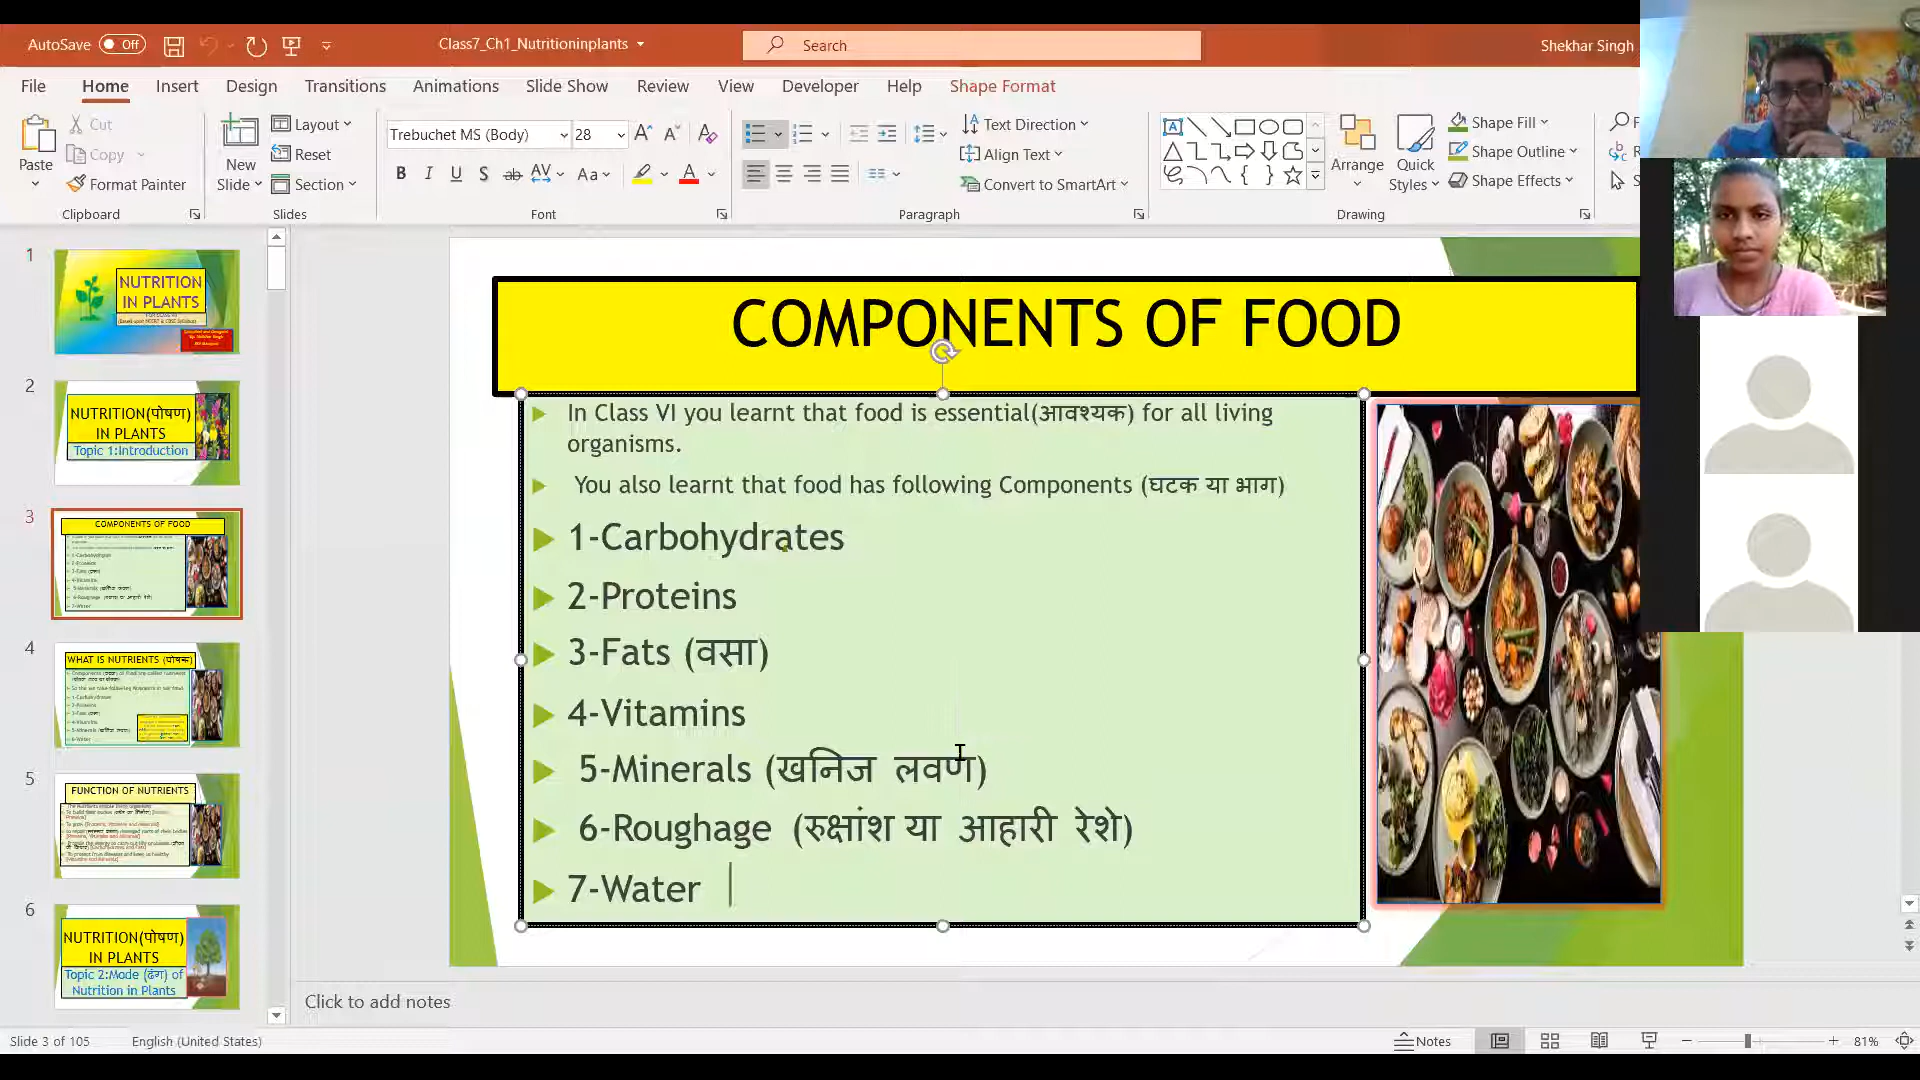 AutoSave Off
Class7_Ch1_Nutritioninplants
Search
Shekhar Singh
File Home Insert Design Transitions Animations Slide Show Review View Developer Help Shape Format
Paste
Cut
Copy
Format Painter
Clipboard
New Slide
Layout
Reset
Section
Slides
Trebuchet MS (Body) 28
Font
Text Direction
Align Text
Convert to SmartArt
Paragraph
Arrange
Quick Styles
Shape Fill
Shape Outline
Shape Effects
Drawing
1
NUTRITION
IN PLANTS
2
NUTRITION(पोषण)
IN PLANTS
Topic 1:Introduction
3
COMPONENTS OF FOOD
4
WHAT IS NUTRIENTS (पोषक)
5
FUNCTION OF NUTRIENTS
6
NUTRITION(पोषण)
IN PLANTS
Topic 2:Mode (ढंग) of
Nutrition in Plants
COMPONENTS OF FOOD
In Class VI you learnt that food is essential(आवश्यक) for all living
organisms.
You also learnt that food has following Components (घटक या भाग)
1-Carbohydrates
2-Proteins
3-Fats (वसा)
4-Vitamins
5-Minerals (खनिज लवण)
6-Roughage (रुक्षांश या आहारी रेशे)
7-Water
Click to add notes
Slide 3 of 105 English (United States)
Notes
81%